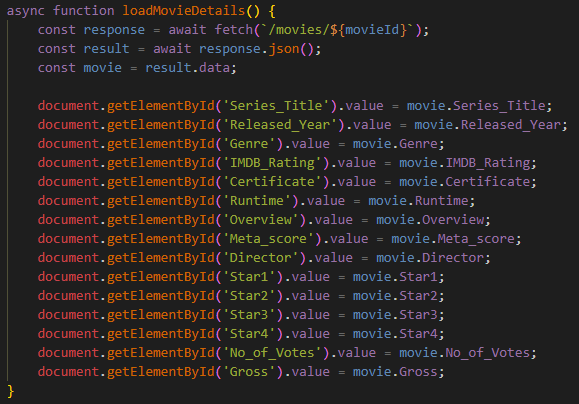 async function loadMovieDetails() {
    const response = await fetch(`/movies/${movieId}`);
    const result = await response.json();
    const movie = result.data;

    document.getElementById('Series_Title').value = movie.Series_Title;
    document.getElementById('Released_Year').value = movie.Released_Year;
    document.getElementById('Genre').value = movie.Genre;
    document.getElementById('IMDB_Rating').value = movie.IMDB_Rating;
    document.getElementById('Certificate').value = movie.Certificate;
    document.getElementById('Runtime').value = movie.Runtime;
    document.getElementById('Overview').value = movie.Overview;
    document.getElementById('Meta_score').value = movie.Meta_score;
    document.getElementById('Director').value = movie.Director;
    document.getElementById('Star1').value = movie.Star1;
    document.getElementById('Star2').value = movie.Star2;
    document.getElementById('Star3').value = movie.Star3;
    document.getElementById('Star4').value = movie.Star4;
    document.getElementById('No_of_Votes').value = movie.No_of_Votes;
    document.getElementById('Gross').value = movie.Gross;
}